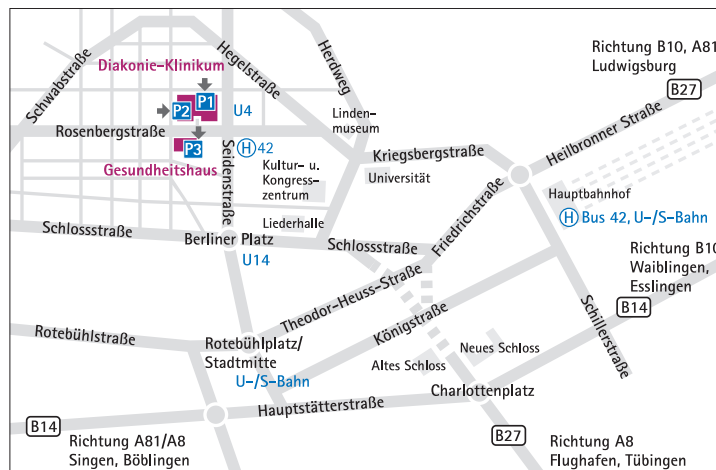 Schwabstraße
Diakonie-Klinikum
Hegelstraße
Herdweg
Richtung B10, A81
Ludwigsburg
B27
P1
P2
U4
Linden-
museum
Rosenbergstraße
Heilbronner Straße
H 42
P3
Seidenstraße
Kriegsbergstraße
Gesundheitshaus
Kultur- u.
Kongress-
zentrum
Universität
Hauptbahnhof
H Bus 42, U-/S-Bahn
Friedrichstraße
Liederhalle
Schlossstraße
Berliner Platz
Schlossstraße
U14
Richtung B10
Waiblingen,
Esslingen
B14
Theodor-Heuss-Straße
Königstraße
Schillerstraße
Rotebühlstraße
Rotebühlplatz/
Stadtmitte
U-/S-Bahn
Neues Schloss
Altes Schloss
Charlottenplatz
Hauptstätterstraße
B14
Richtung A81/A8
Singen, Böblingen
B27
Richtung A8
Flughafen, Tübingen